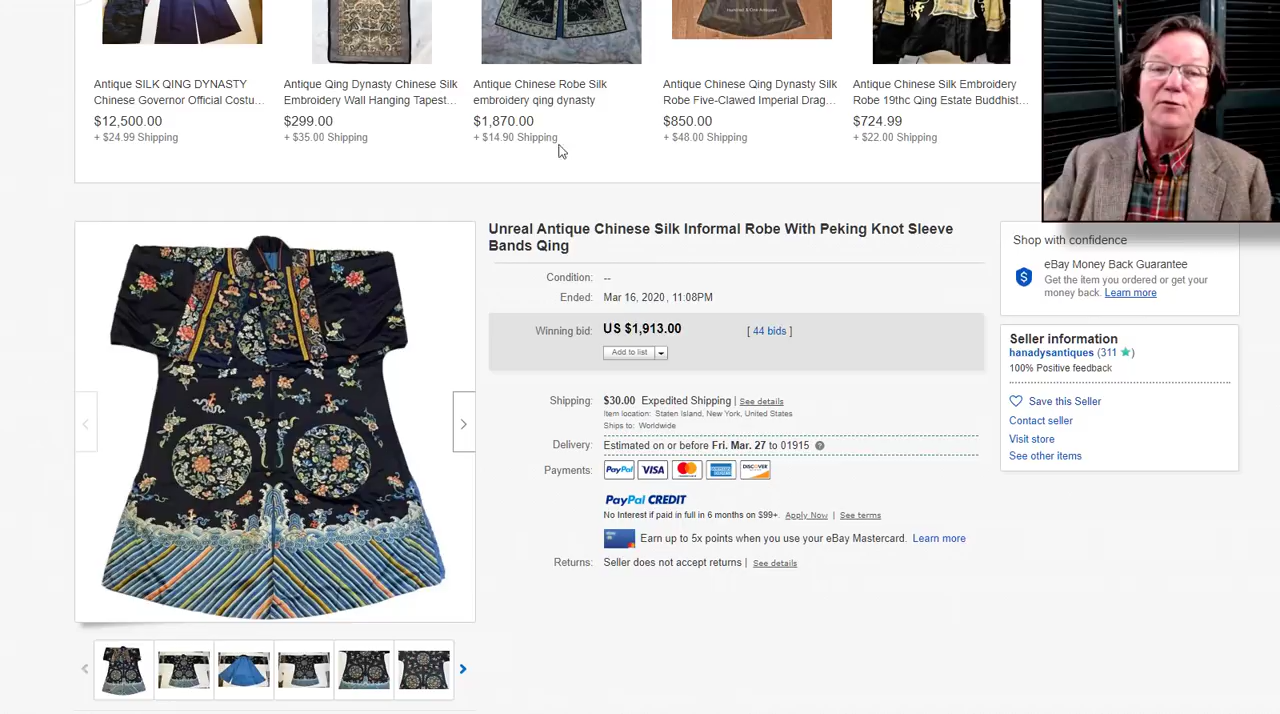 Antique SILK QING DYNASTY
Chinese Governor Official Costu...
$12,500.00
+ $24.99 Shipping
Antique Qing Dynasty Chinese Silk
Embroidery Wall Hanging Tapest...
$299.00
+ $35.00 Shipping
Antique Chinese Robe Silk
embroidery qing dynasty
$1,870.00
+ $14.90 Shipping
Antique Chinese Qing Dynasty Silk
Robe Five-Clawed Imperial Drag...
$850.00
+ $48.00 Shipping
Antique Chinese Silk Embroidery
Robe 19thc Qing Estate Buddhist...
$724.99
+ $22.00 Shipping
Unreal Antique Chinese Silk Informal Robe With Peking Knot Sleeve
Bands Qing
Condition: --
Ended: Mar 16, 2020 , 11:08PM
Winning bid: US $1,913.00 [ 44 bids ]
Add to list
Shipping: $30.00 Expedited Shipping | See details
Item location: Staten Island, New York, United States
Ships to: Worldwide
Delivery: Estimated on or before Fri. Mar. 27 to 01915
Payments: PayPal VISA MasterCard DISCOVER
PayPal CREDIT
No Interest if paid in full in 6 months on $99+. Apply Now | See terms
Earn up to 5x points when you use your eBay Mastercard. Learn more
Returns: Seller does not accept returns | See details
Shop with confidence
eBay Money Back Guarantee
Get the item you ordered or get your
money back. Learn more
Seller information
hanadysantiques (311 ★)
100% Positive feedback
Save this Seller
Contact seller
Visit store
See other items